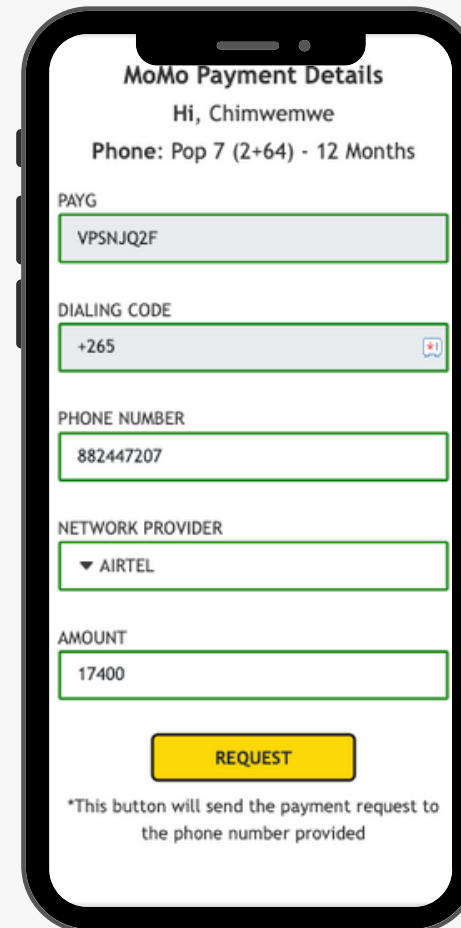 MoMo Payment Details
Hi, Chimwemwe
Phone: Pop 7 (2+64) - 12 Months
PAYG
VPSNJQ2F
DIALING CODE
+265
PHONE NUMBER
882447207
NETWORK PROVIDER
AIRTEL
AMOUNT
17400
REQUEST
*This button will send the payment request to
the phone number provided